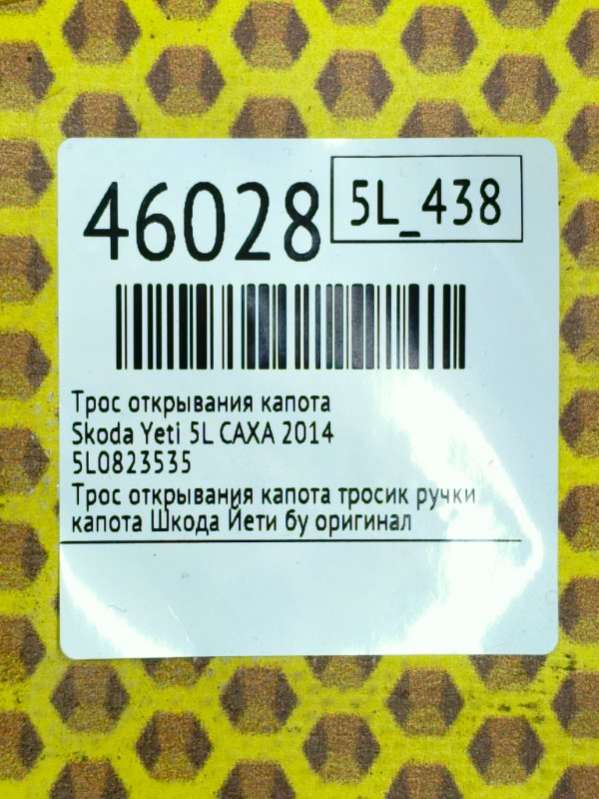 46028
5L_438
Трос открывания капота
Skoda Yeti 5L CAXA 2014
5L0823535
Трос открывания капота тросик ручки
капота Шкода Йети бу оригинал